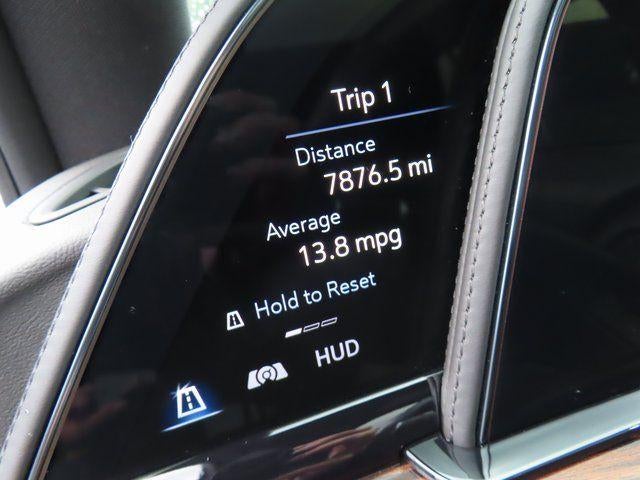 Trip 1
Distance
7876.5 mi
Average
13.8 mpg
Hold to Reset
HUD